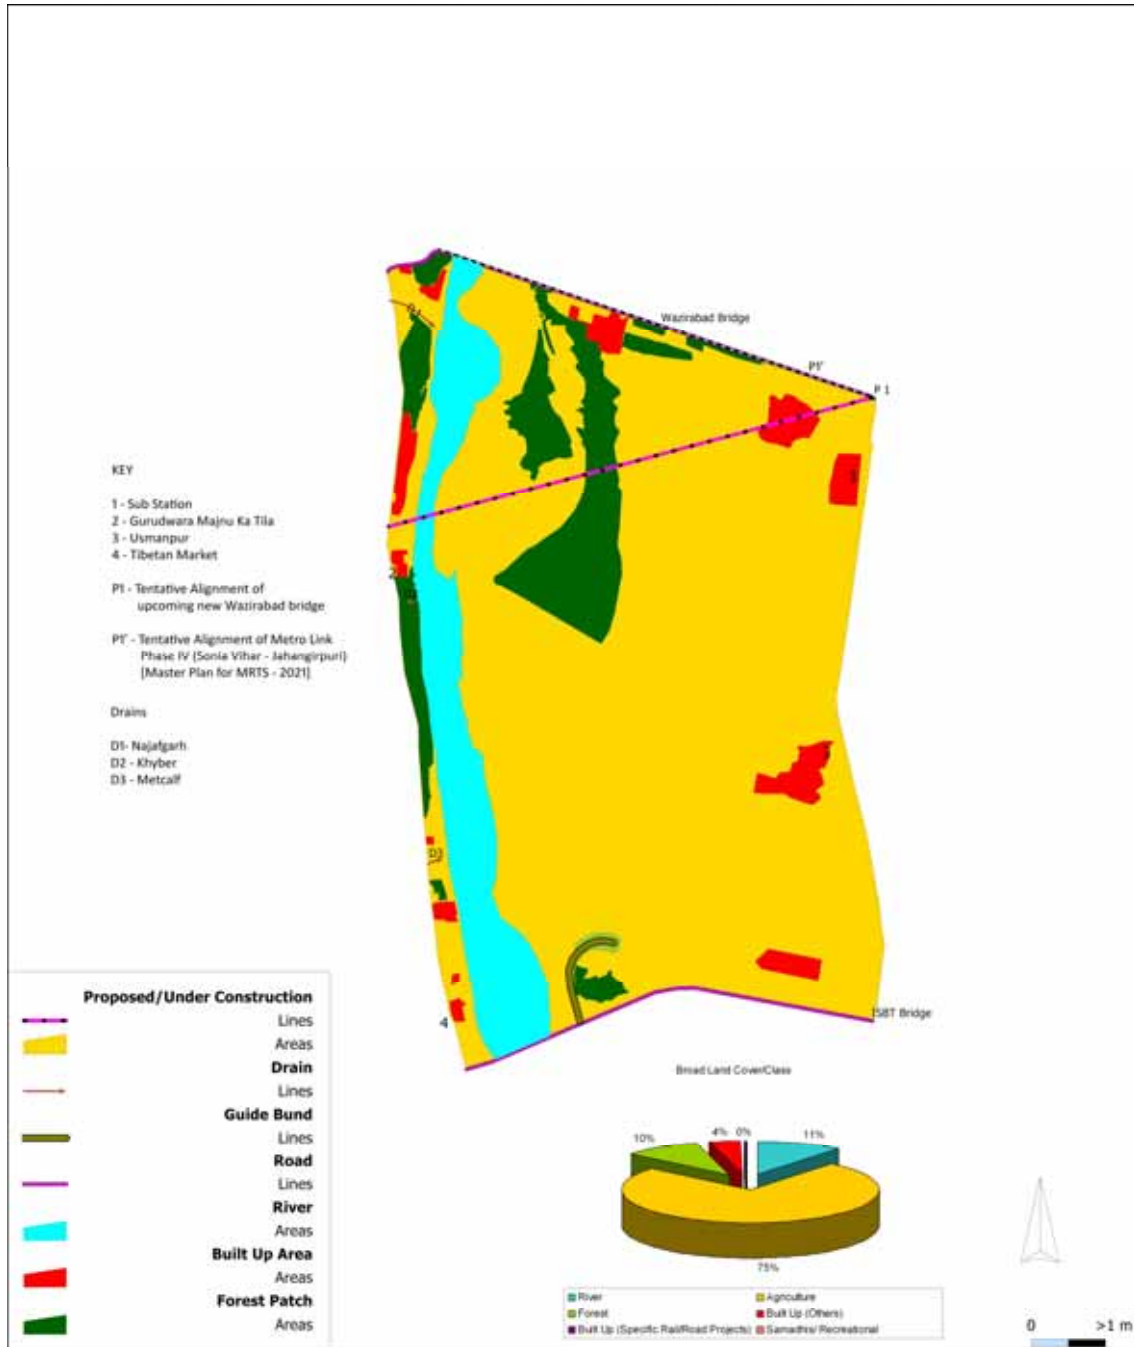 D1
Wazirabad Bridge
P1'
P 1
KEY
1 - Sub Station
2 - Gurudwara Majnu Ka Tila
3 - Usmanpur
4 - Tibetan Market
P1 - Tentative Alignment of
upcoming new Wazirabad bridge
P1' - Tentative Alignment of Metro Link
Phase IV (Sonia Vihar - Jahangirpuri)
[Master Plan for MRTS - 2021]
Drains
D1- Najafgarh
D2 - Khyber
D3 - Metcalf
1
2
3
D3
4
ISBT Bridge
Proposed/Under Construction
Lines
Areas
Drain
Lines
Guide Bund
Lines
Road
Lines
River
Areas
Built Up Area
Areas
Forest Patch
Areas
Broad Land Cover/Class
10%
4%
0%
11%
75%
River
Agriculture
Forest
Built Up (Others)
Built Up (Specific Rail/Road Projects)
Samadhis/ Recreational
0 >1 m